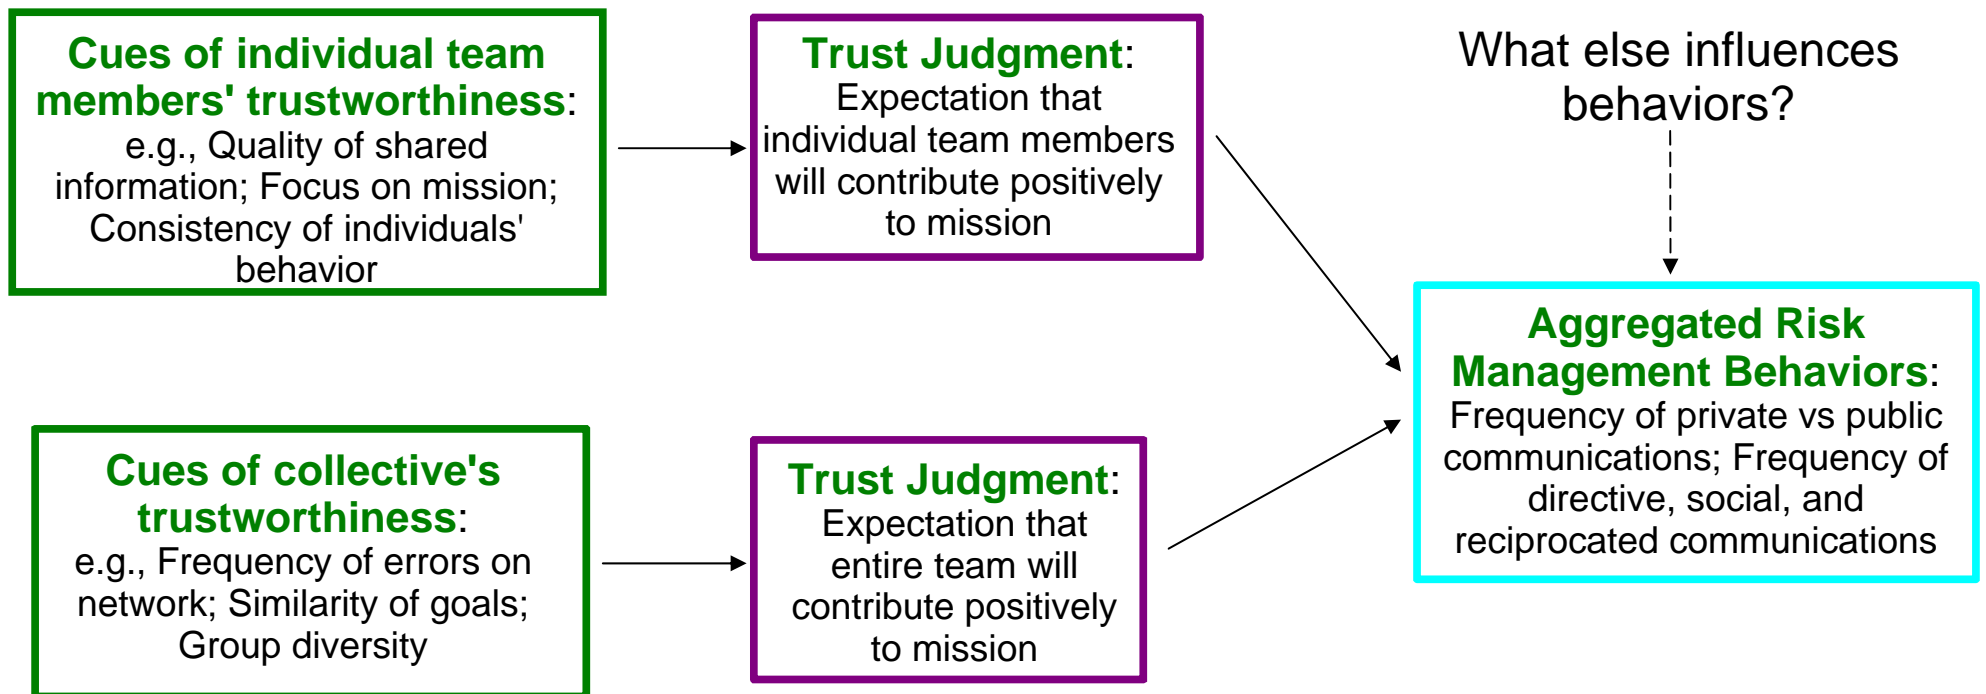 Cues of individual team
members' trustworthiness:
e.g., Quality of shared
information; Focus on mission;
Consistency of individuals'
behavior
Trust Judgment:
Expectation that
individual team members
will contribute positively
to mission
What else influences
behaviors?
Cues of collective's
trustworthiness:
e.g., Frequency of errors on
network; Similarity of goals;
Group diversity
Trust Judgment:
Expectation that
entire team will
contribute positively
to mission
Aggregated Risk
Management Behaviors:
Frequency of private vs public
communications; Frequency of
directive, social, and
reciprocated communications